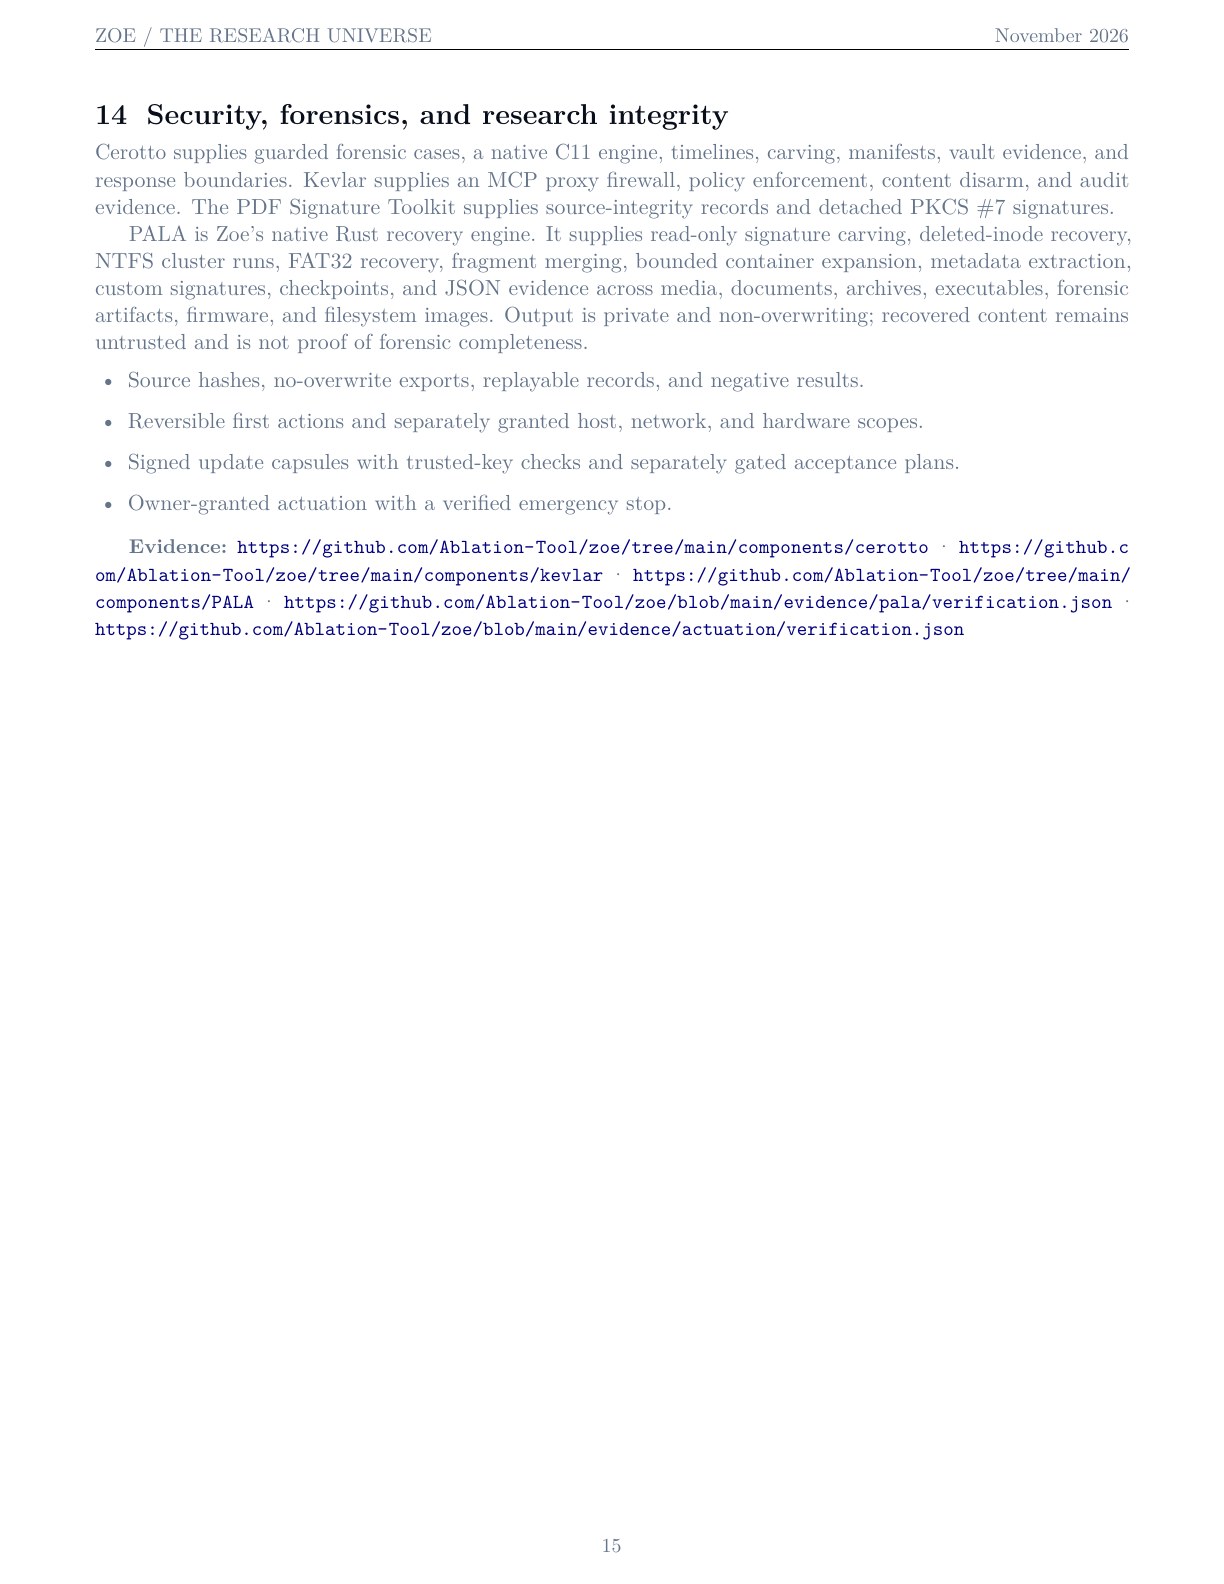 ZOE / THE RESEARCH UNIVERSE
November 2026
14 Security, forensics, and research integrity
Cerotto supplies guarded forensic cases, a native C11 engine, timelines, carving, manifests, vault evidence, and
response boundaries. Kevlar supplies an MCP proxy firewall, policy enforcement, content disarm, and audit
evidence. The PDF Signature Toolkit supplies source-integrity records and detached PKCS #7 signatures.
PALA is Zoe's native Rust recovery engine. It supplies read-only signature carving, deleted-inode recovery,
NTFS cluster runs, FAT32 recovery, fragment merging, bounded container expansion, metadata extraction,
custom signatures, checkpoints, and JSON evidence across media, documents, archives, executables, forensic
artifacts, firmware, and filesystem images. Output is private and non-overwriting; recovered content remains
untrusted and is not proof of forensic completeness.
• Source hashes, no-overwrite exports, replayable records, and negative results.
• Reversible first actions and separately granted host, network, and hardware scopes.
• Signed update capsules with trusted-key checks and separately gated acceptance plans.
• Owner-granted actuation with a verified emergency stop.
Evidence: https://github.com/Ablation-Tool/zoe/tree/main/components/cerotto · https://github.c
om/Ablation-Tool/zoe/tree/main/components/kevlar · https://github.com/Ablation-Tool/zoe/tree/main/
components/PALA · https://github.com/Ablation-Tool/zoe/blob/main/evidence/pala/verification.json ·
https://github.com/Ablation-Tool/zoe/blob/main/evidence/actuation/verification.json
15